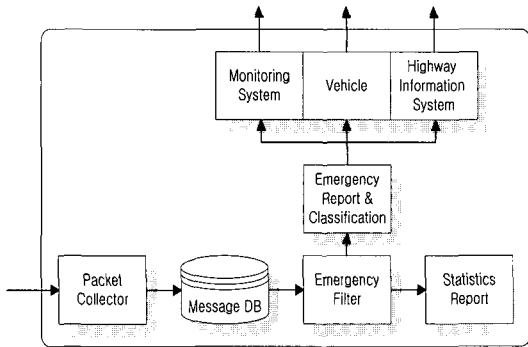 Monitoring
System
Vehicle
Highway
Information
System
Emergency
Report &
Classification
Packet
Collector
Message DB
Emergency
Filter
Statistics
Report